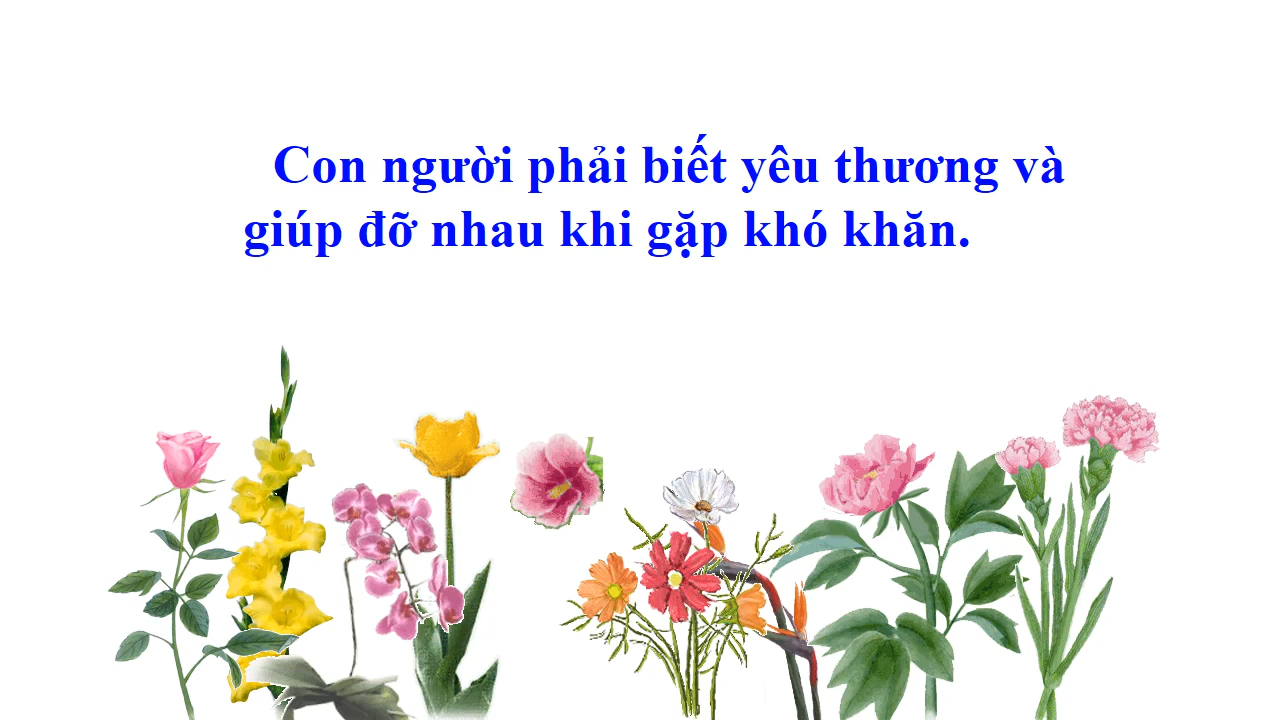 Con người phải biết yêu thương và
giúp đỡ nhau khi gặp khó khăn.